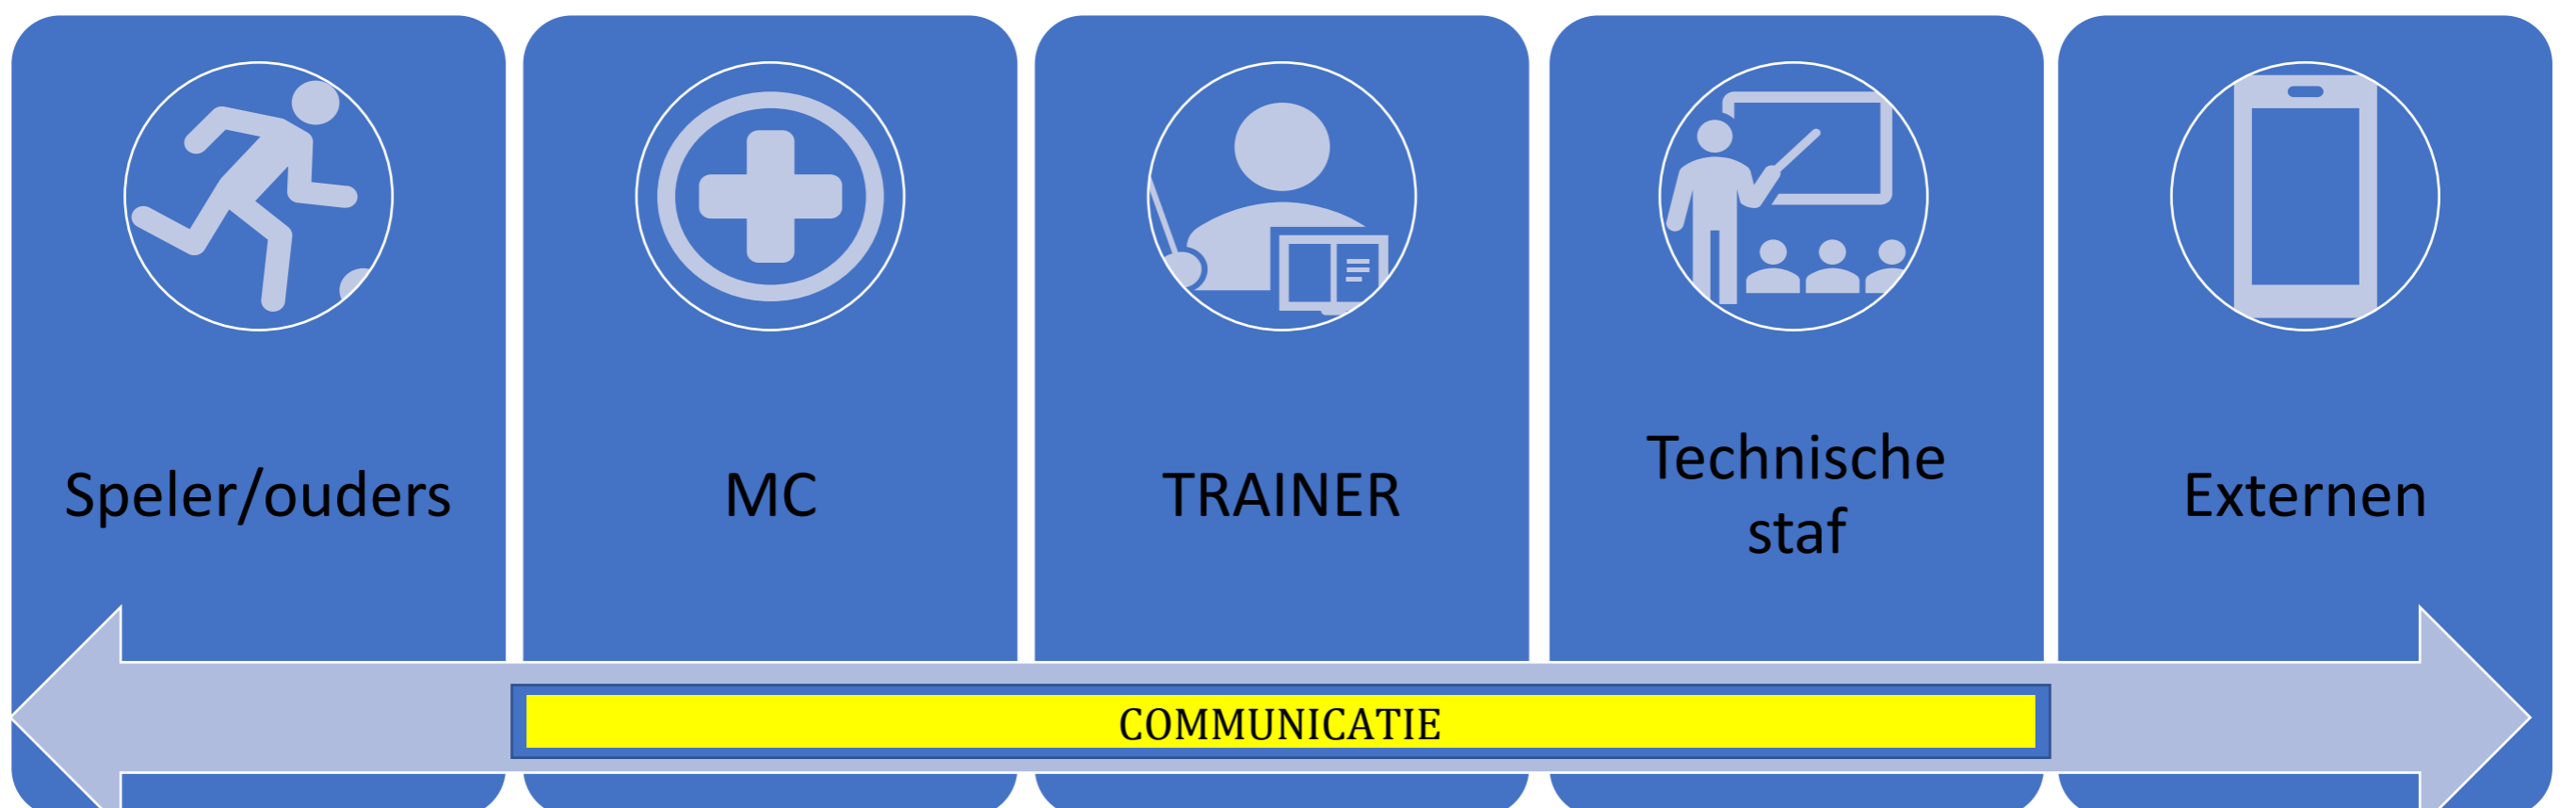 Speler/ouders
MC
TRAINER
Technische
staf
Externen
COMMUNICATIE